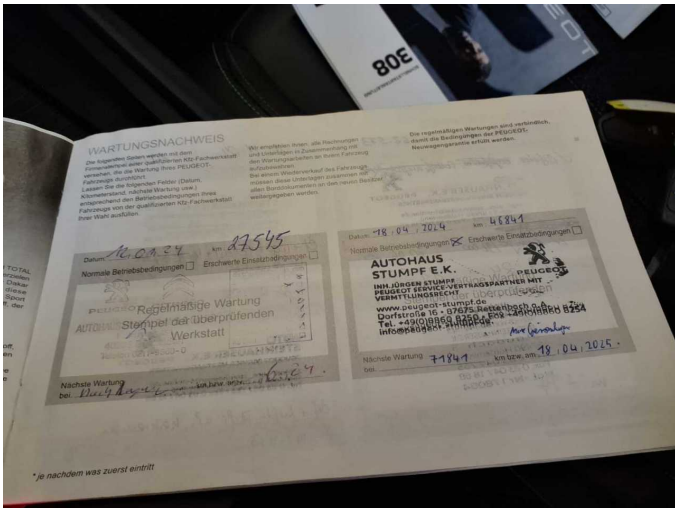 308
PEUGEOT
WARTUNGSNACHWEIS
Die folgenden Seiten werden mit dem
Firmenstempel der qualifizierten Kfz-Fachwerkstatt
versehen, die die Wartung Ihres PEUGEOT-
Fahrzeugs durchführt.
Lassen Sie die folgenden Felder (Datum,
Kilometerstand, nächste Wartung usw.)
entsprechend den Betriebsbedingungen Ihres
Fahrzeugs von der qualifizierten Kfz-Fachwerkstatt
Ihrer Wahl ausfüllen.
Wir empfehlen Ihnen, alle Rechnungen
und Unterlagen in Zusammenhang mit
den Wartungsarbeiten an Ihrem Fahrzeug
aufzubewahren.
Bei einem Wiederverkauf des Fahrzeugs
müssen diese Unterlagen zusammen mit
allen Borddokumenten an den neuen Besitzer
weitergegeben werden.
Die regelmäßigen Wartungen sind verbindlich,
damit die Bedingungen der PEUGEOT-
Neuwagengarantie erfüllt werden.
Datum km 27545
Normale Betriebsbedingungen Erschwerte Einsatzbedingungen
Regelmäßige Wartung
Stempel der überprüfenden
Werkstatt
Nächste Wartung
bei km bzw. am
Datum 18.04.2024 km 46841
Normale Betriebsbedingungen X Erschwerte Einsatzbedingungen
AUTOHAUS
STUMPF E.K.
PEUGEOT
INH. JÜRGEN STUMPF
PEUGEOT SERVICE-VERTRAGSPARTNER MIT
VERMITTLUNGSRECHT
www.peugeot-stumpf.de
Dorfstraße 16 • 87675 Rettenbach a.A.
Tel. +49(0)8860 8250 • Fax +49(0)8860 8254
Nächste Wartung
bei 71841 km bzw. am 18.04.2025.
* je nachdem was zuerst eintritt